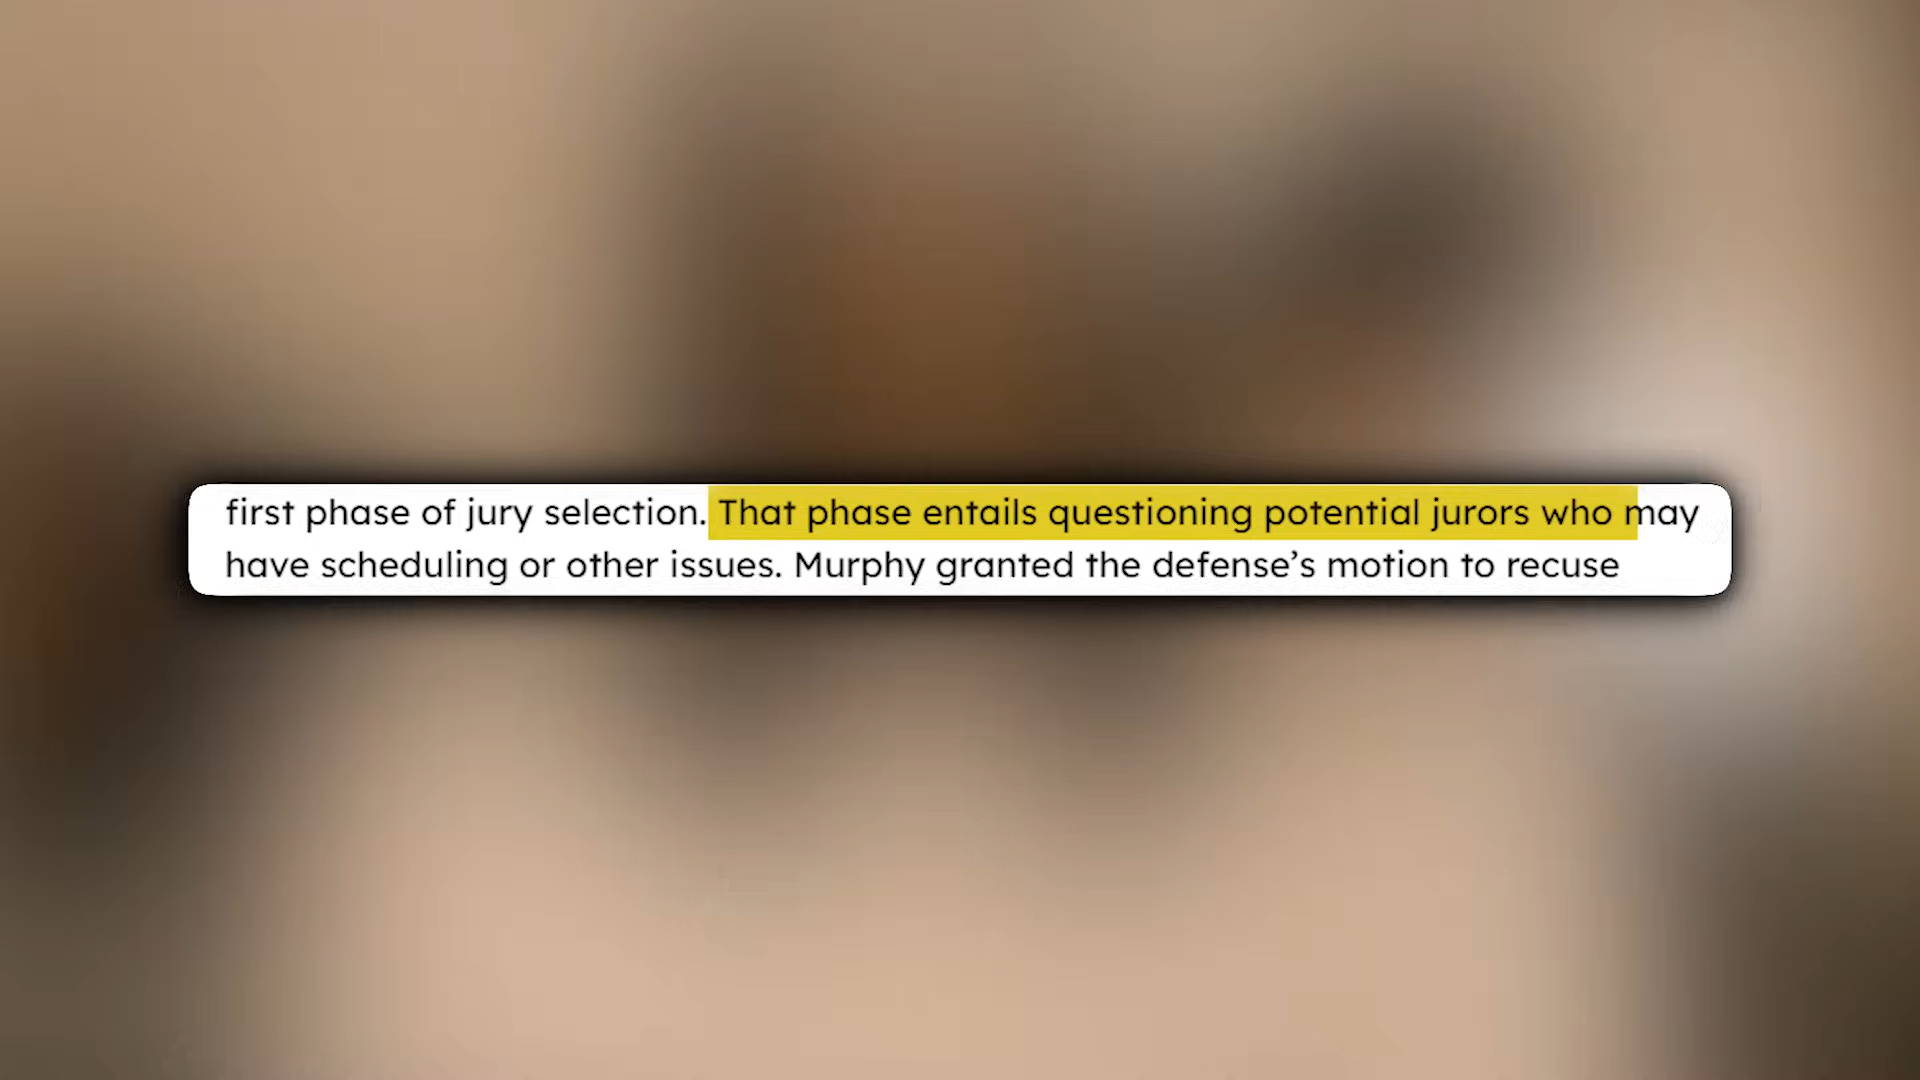 first phase of jury selection. That phase entails questioning potential jurors who may
have scheduling or other issues. Murphy granted the defense’s motion to recuse